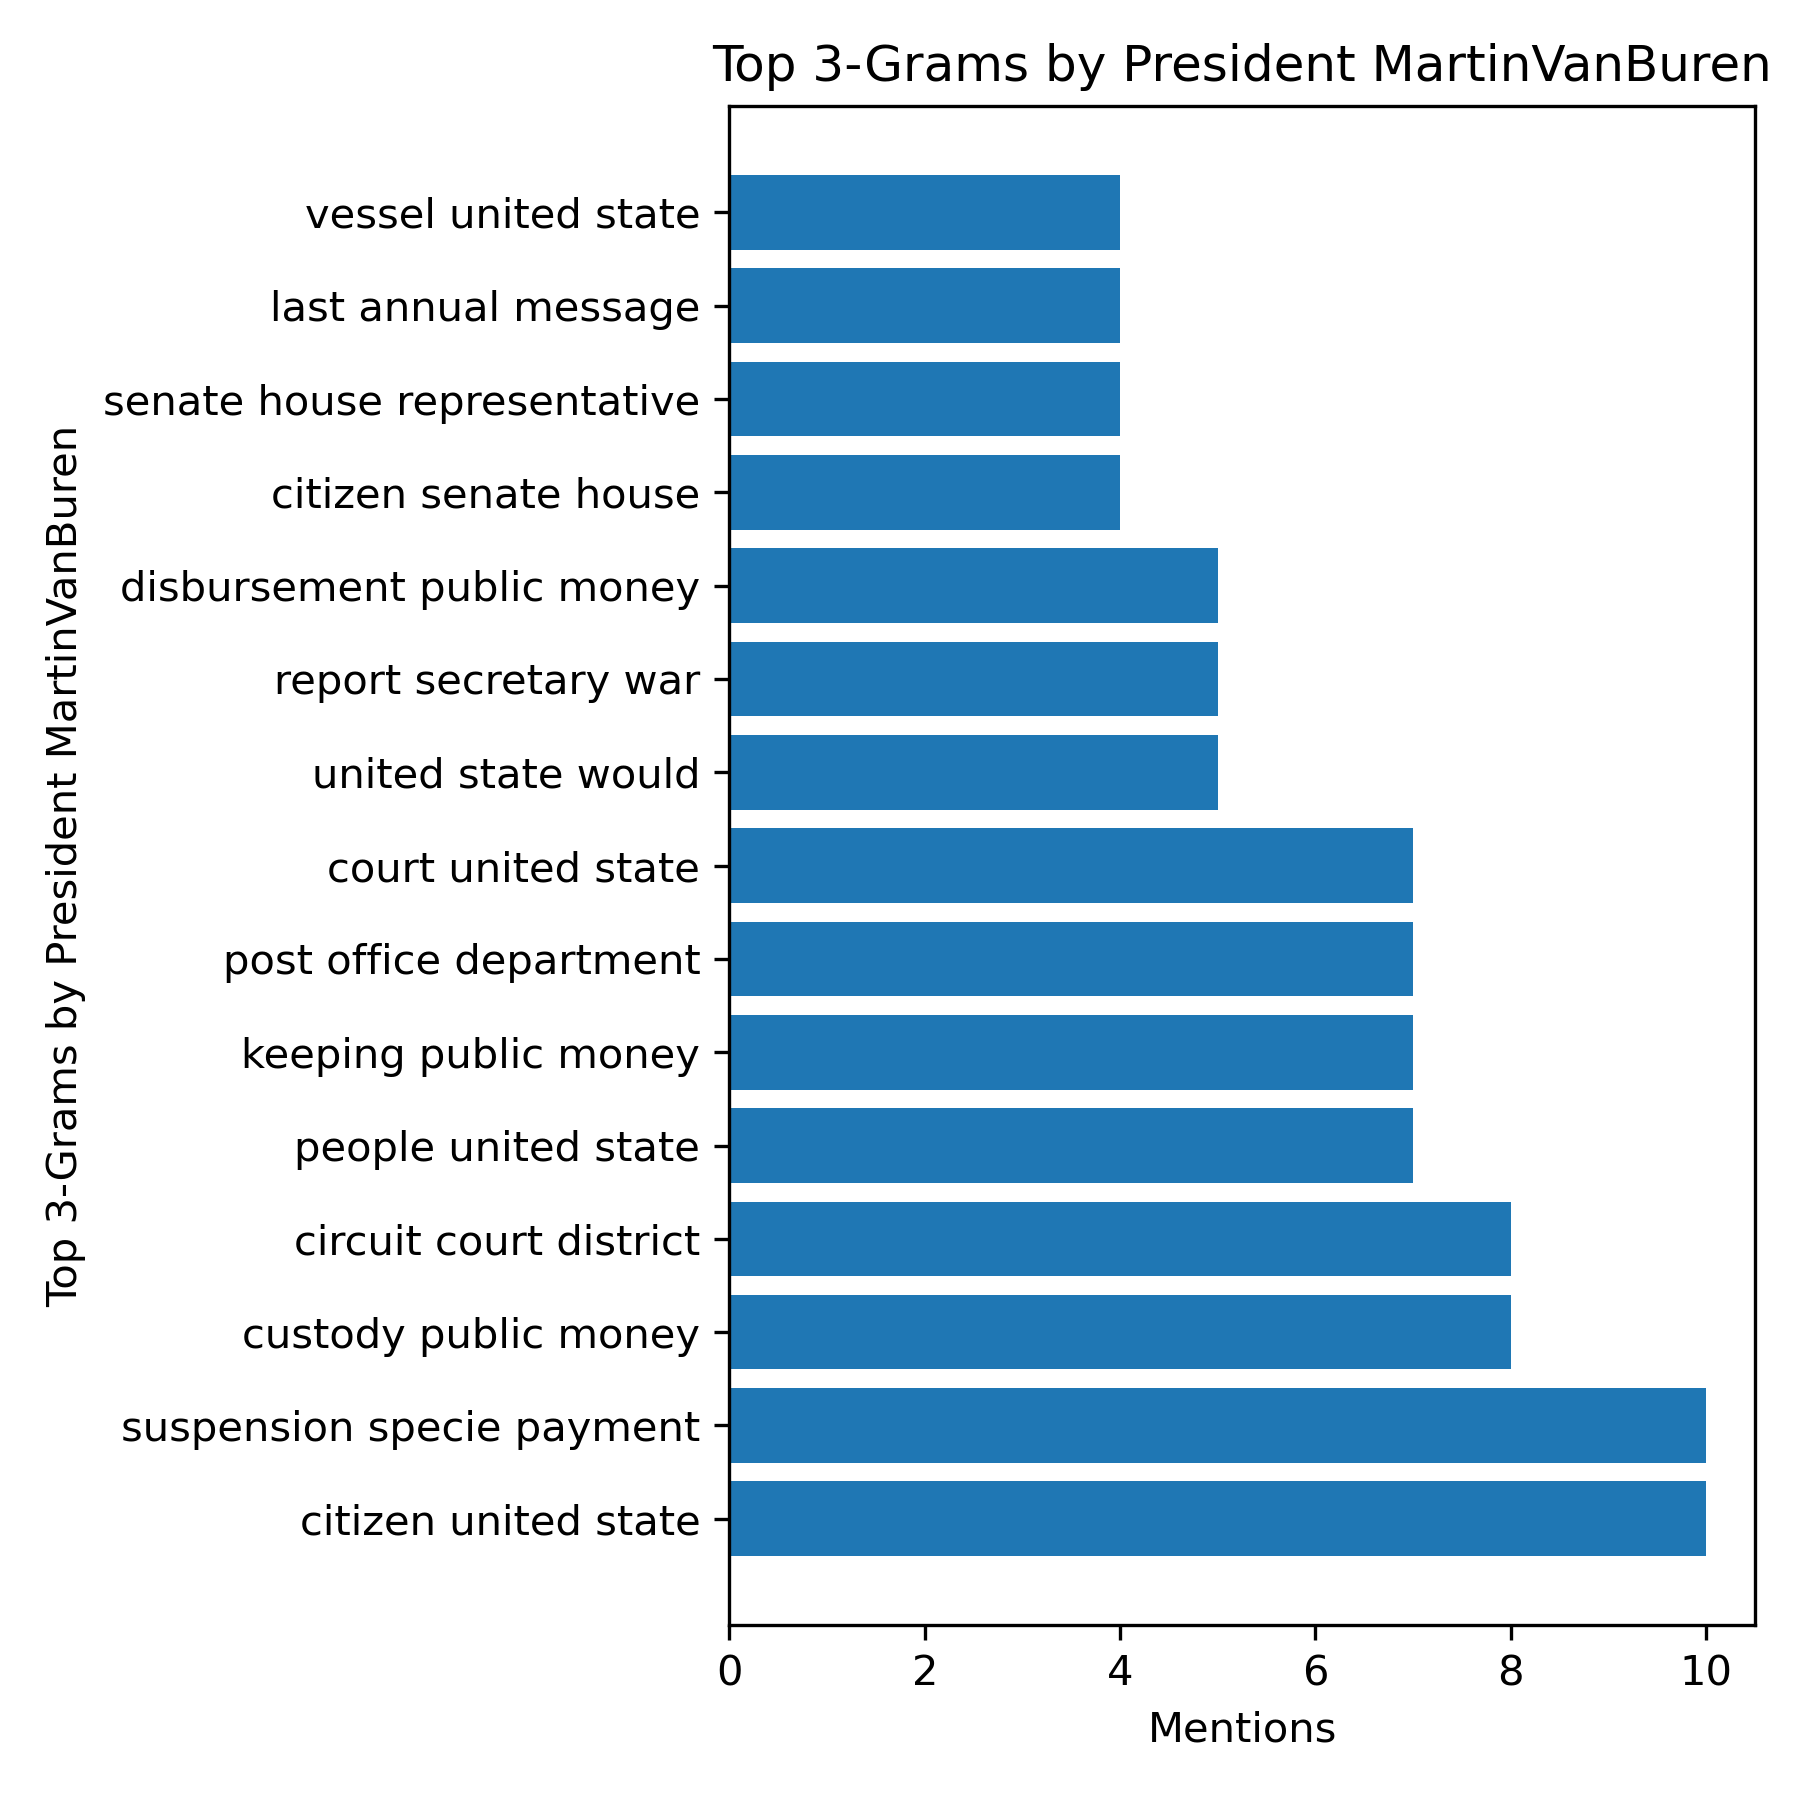 Top 3-Grams by President MartinVanBuren
vessel united state
last annual message
senate house representative
citizen senate house
disbursement public money
report secretary war
united state would
court united state
post office department
keeping public money
people united state
circuit court district
custody public money
suspension specie payment
citizen united state
Top 3-Grams by President MartinVanBuren
0 2 4 6 8 10
Mentions